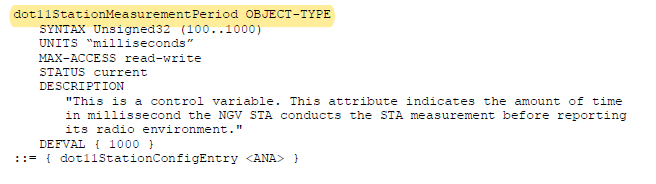 dot11StationMeasurementPeriod OBJECT-TYPE
SYNTAX Unsigned32 (100..1000)
UNITS “milliseconds”
MAX-ACCESS read-write
STATUS current
DESCRIPTION
"This is a control variable. This attribute indicates the amount of time
in millissecond the NGV STA conducts the STA measurement before reporting
its radio environment."
DEFVAL { 1000 }
::= { dot11StationConfigEntry <ANA> }